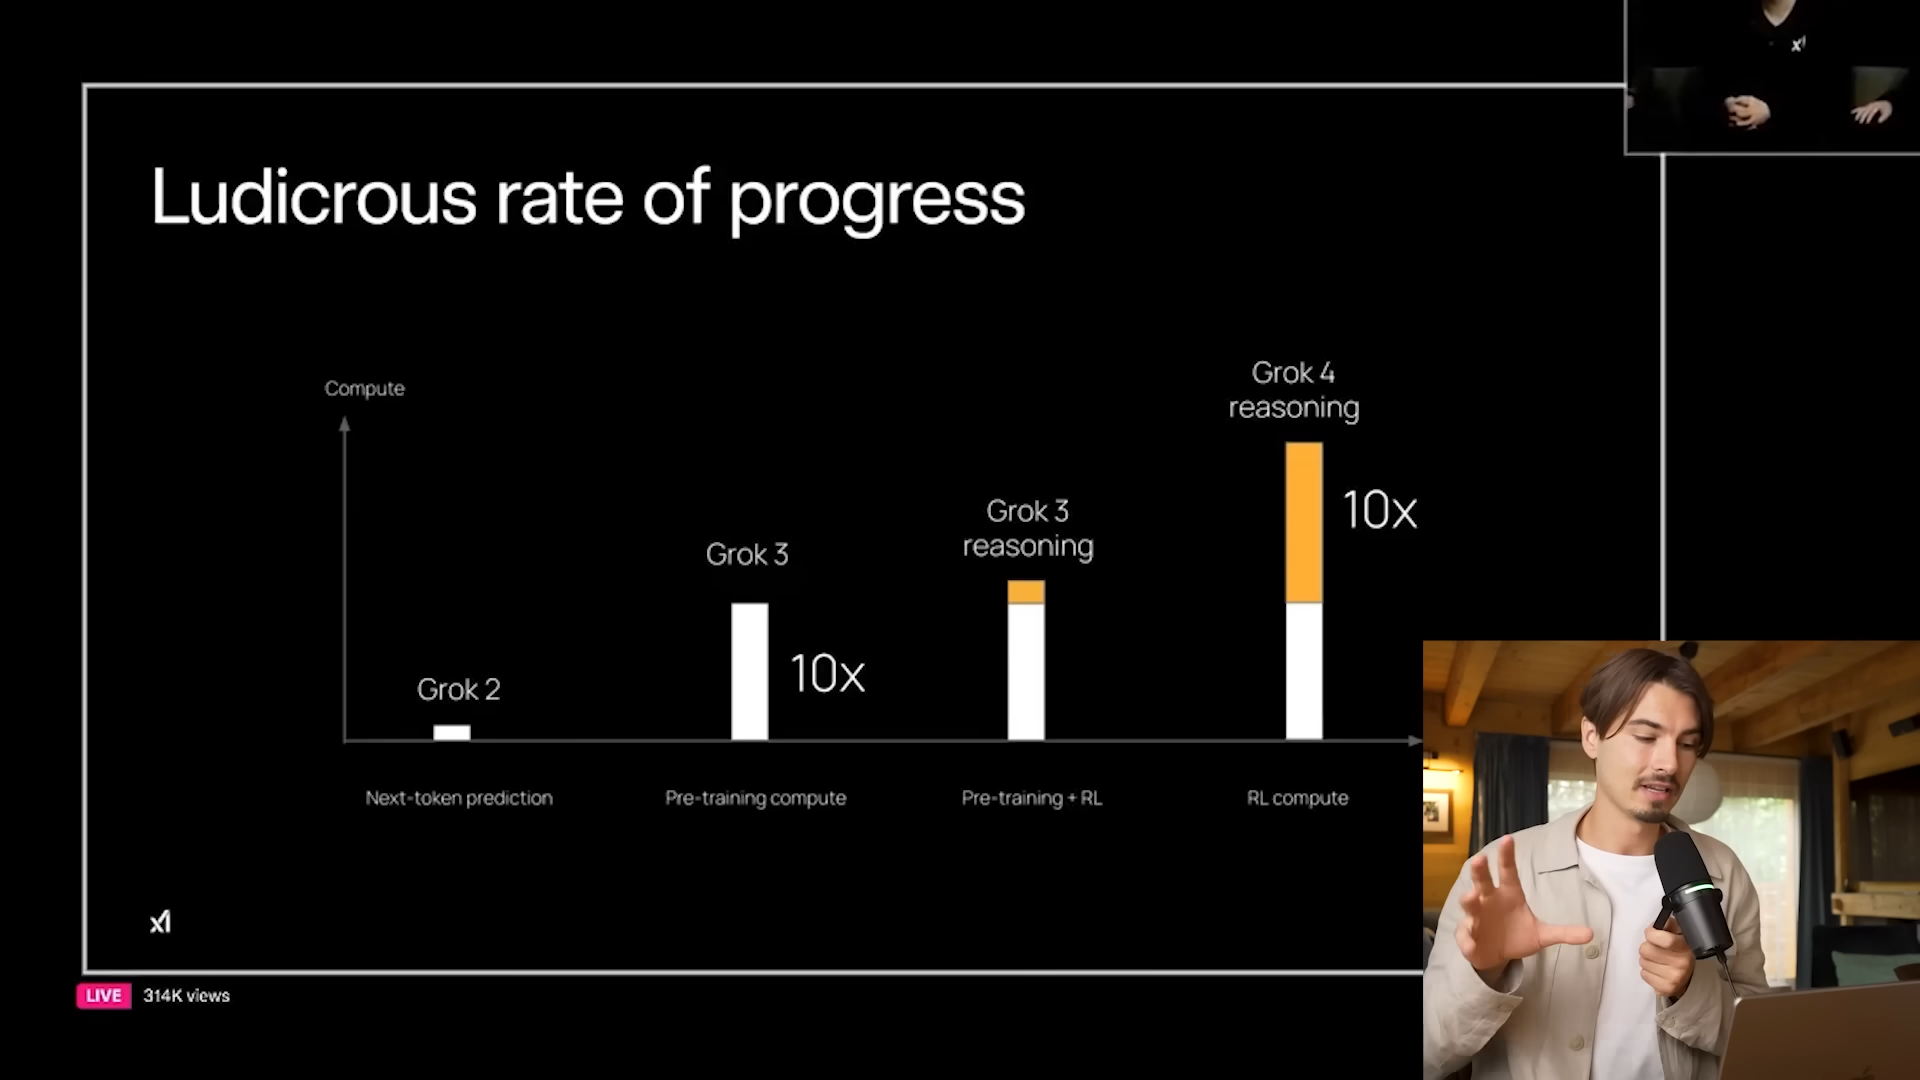 xI
Ludicrous rate of progress
Compute
Grok 2
Grok 3
10x
Grok 3
reasoning
Grok 4
reasoning
10x
Next-token prediction
Pre-training compute
Pre-training + RL
RL compute
xI
LIVE 314K views